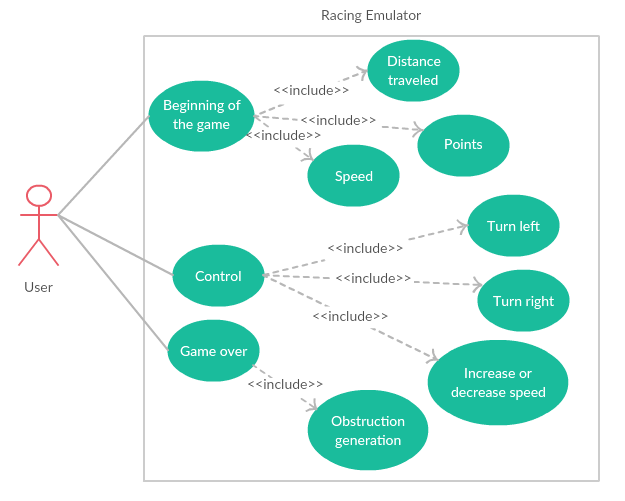 Racing Emulator
Distance
traveled
<<include>>
Beginning of
the game
<<include>>
<<include>>
Points
Speed
Turn left
<<include>>
Control
<<include>>
User
Turn right
<<include>>
Game over
Increase or
decrease speed
<<include>>
Obstruction
generation